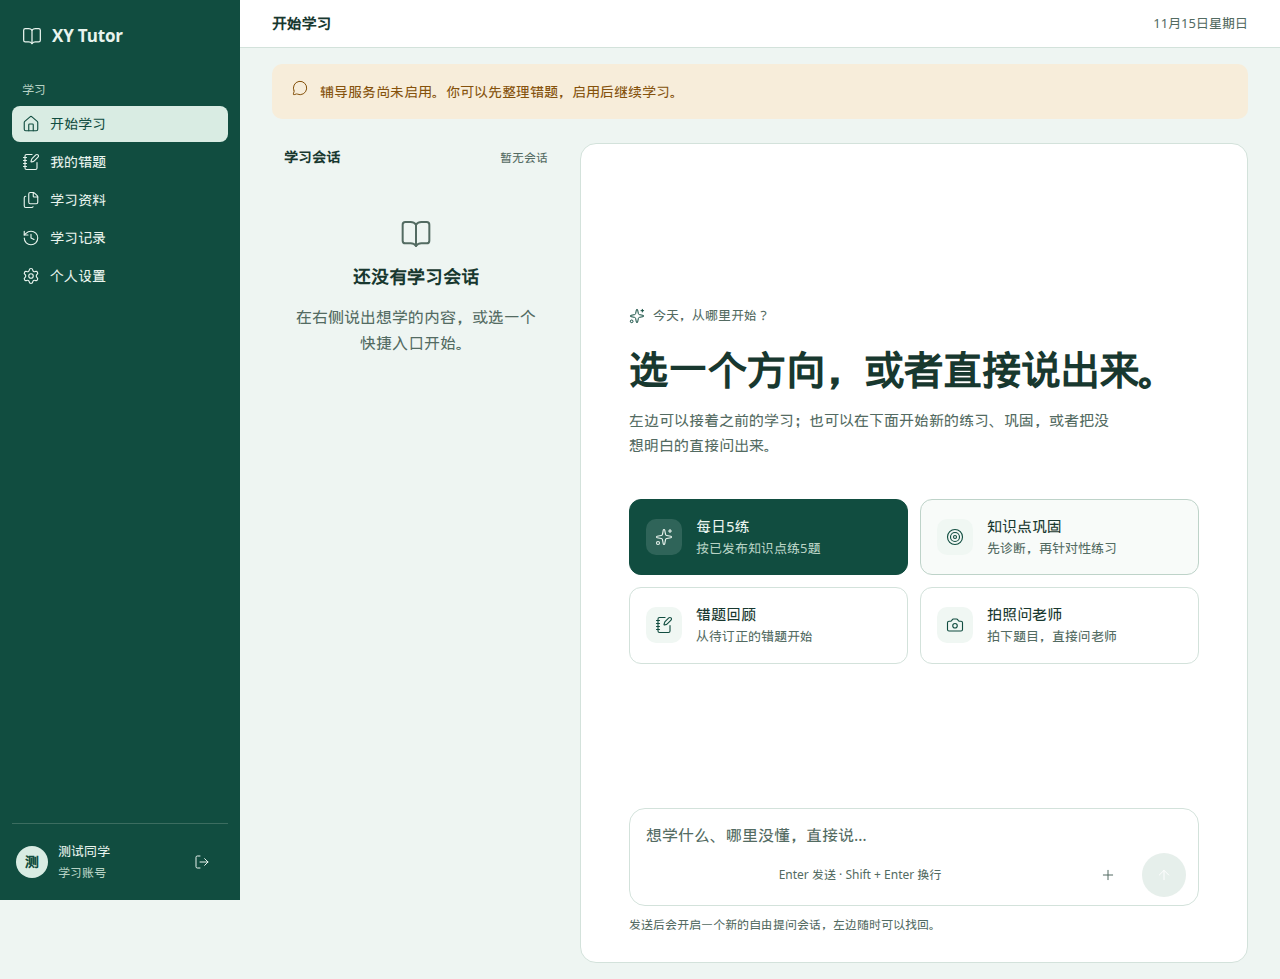 XY Tutor
学习
开始学习
我的错题
学习资料
学习记录
个人设置
测
测试同学
学习账号
开始学习
11月15日星期日
辅导服务尚未启用。你可以先整理错题，启用后继续学习。
学习会话
暂无会话
还没有学习会话
在右侧说出想学的内容，或选一个
快捷入口开始。
今天，从哪里开始？
选一个方向，或者直接说出来。
左边可以接着之前的学习；也可以在下面开始新的练习、巩固，或者把没
想明白的直接问出来。
每日5练
按已发布知识点练5题
知识点巩固
先诊断，再针对性练习
错题回顾
从待订正的错题开始
拍照问老师
拍下题目，直接问老师
想学什么、哪里没懂，直接说...
Enter 发送 · Shift + Enter 换行
发送后会开启一个新的自由提问会话，左边随时可以找回。